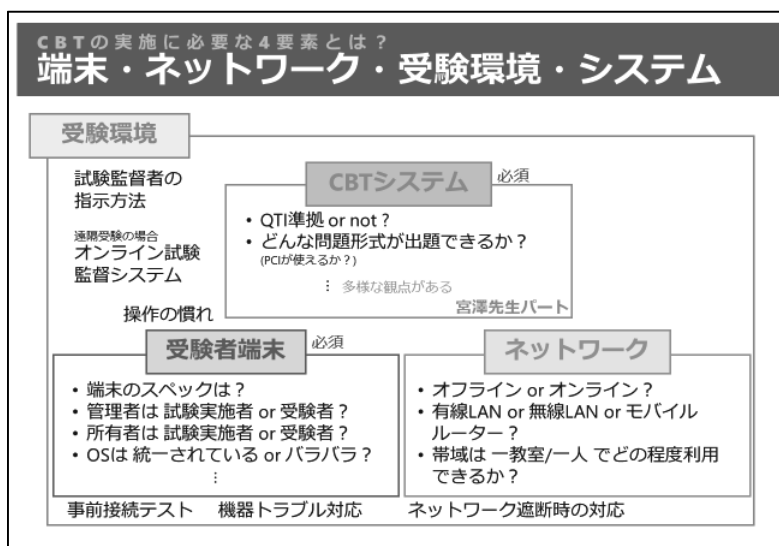 CBTの実施に必要な4要素とは?
端末・ネットワーク・受験環境・システム
受験環境
試験監督者の
指示方法
遠隔受験の場合
オンライン試験
監督システム
操作の慣れ
CBTシステム
必須
• QTI準拠 or not?
• どんな問題形式が出題できるか?
(PCIが使えるか?)
⋮ 多様な観点がある
宮澤先生パート
受験者端末
必須
• 端末のスペックは?
• 管理者は 試験実施者 or 受験者?
• 所有者は 試験実施者 or 受験者?
• OSは 統一されている or バラバラ?
⋮
ネットワーク
• オフライン or オンライン?
• 有線LAN or 無線LAN or モバイル
ルーター?
• 帯域は 一教室/一人 でどの程度利用
できるか?
事前接続テスト
機器トラブル対応
ネットワーク遮断時の対応